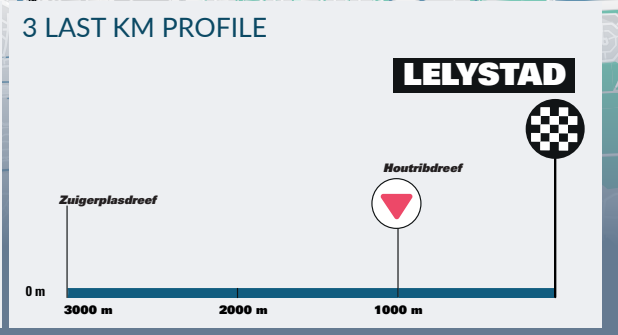 3 LAST KM PROFILE
LELYSTAD
Houtribdreef
Zuigerplasdreef
0 m
3000 m
2000 m
1000 m